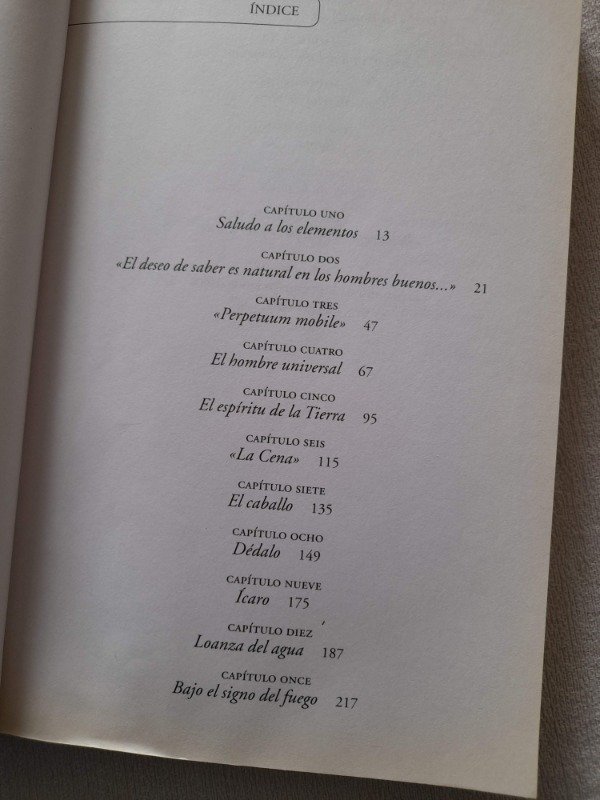 ÍNDICE
CAPÍTULO UNO
Saludo a los elementos 13
CAPÍTULO DOS
«El deseo de saber es natural en los hombres buenos...» 21
CAPÍTULO TRES
«Perpetuum mobile» 47
CAPÍTULO CUATRO
El hombre universal 67
CAPÍTULO CINCO
El espíritu de la Tierra 95
CAPÍTULO SEIS
«La Cena» 115
CAPÍTULO SIETE
El caballo 135
CAPÍTULO OCHO
Dédalo 149
CAPÍTULO NUEVE
Ícaro 175
CAPÍTULO DIEZ
Loanza del agua 187
CAPÍTULO ONCE
Bajo el signo del fuego 217